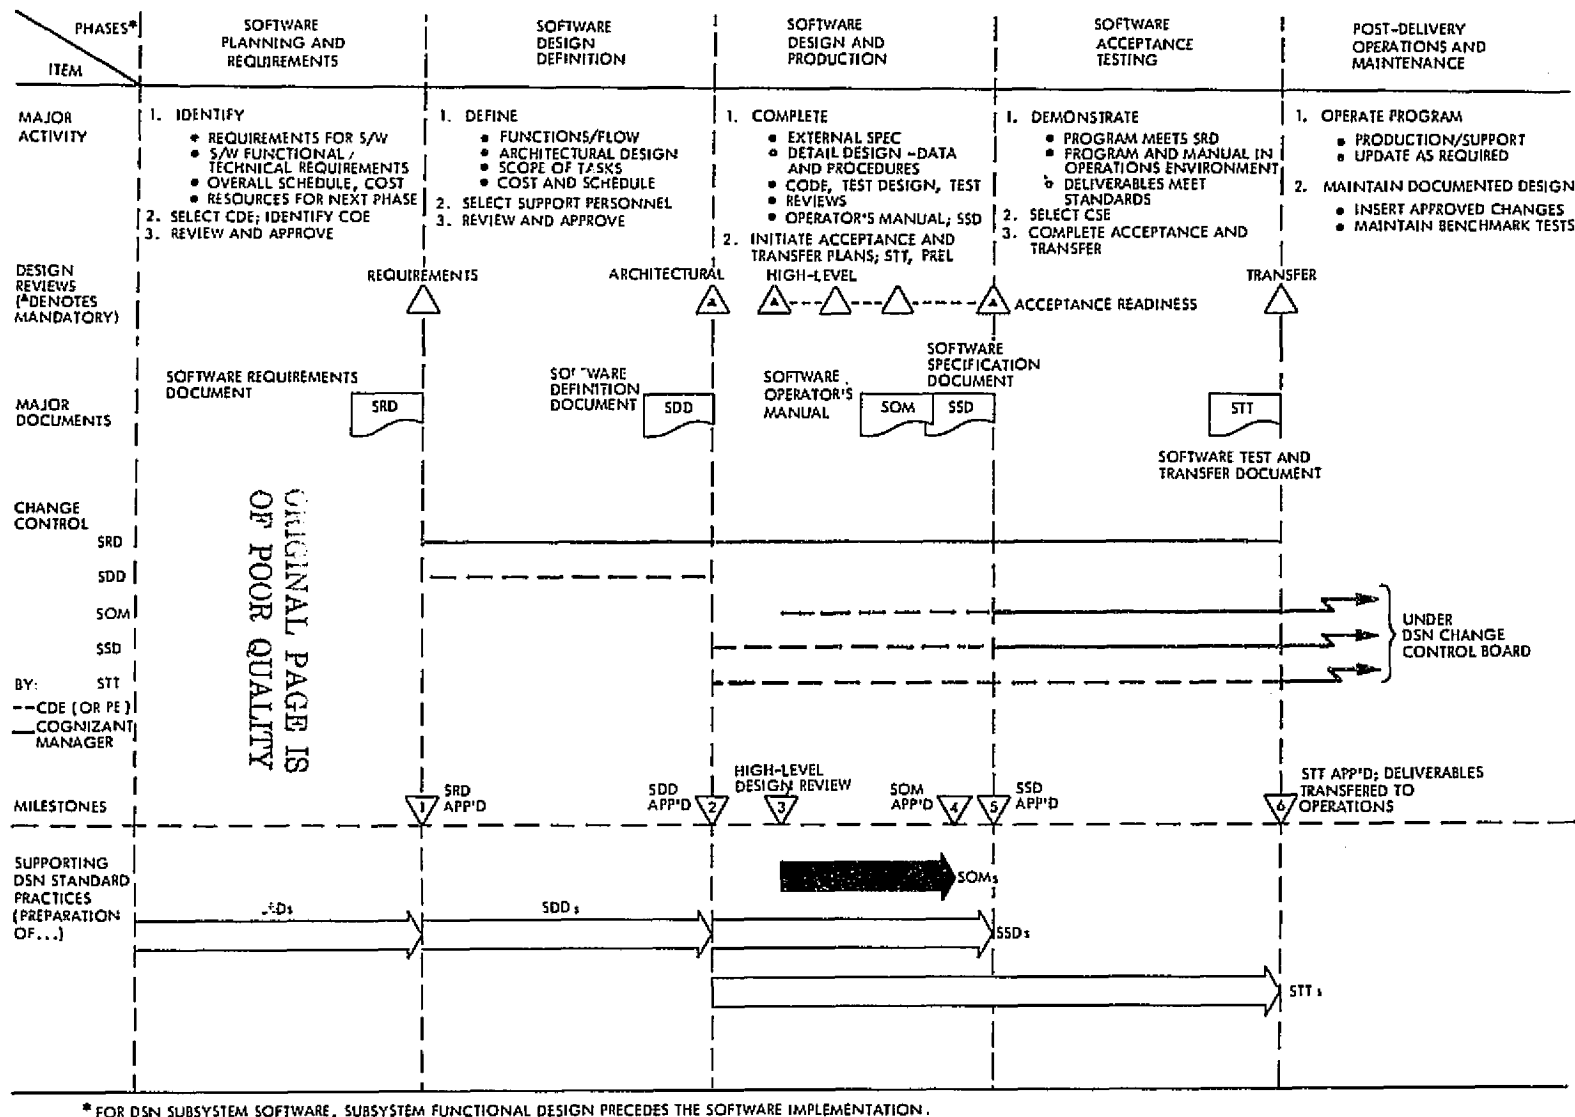 PHASES*
ITEM
SOFTWARE
PLANNING AND
REQUIREMENTS
SOFTWARE
DESIGN
DEFINITION
SOFTWARE
DESIGN AND
PRODUCTION
SOFTWARE
ACCEPTANCE
TESTING
POST-DELIVERY
OPERATIONS AND
MAINTENANCE
MAJOR
ACTIVITY
1. IDENTIFY
• REQUIREMENTS FOR S/W
• S/W FUNCTIONAL/
TECHNICAL REQUIREMENTS
• OVERALL SCHEDULE, COST
• RESOURCES FOR NEXT PHASE
2. SELECT CDE; IDENTIFY COE
3. REVIEW AND APPROVE
1. DEFINE
• FUNCTIONS/FLOW
• ARCHITECTURAL DESIGN
• SCOPE OF TASKS
• COST AND SCHEDULE
2. SELECT SUPPORT PERSONNEL
3. REVIEW AND APPROVE
1. COMPLETE
• EXTERNAL SPEC
• DETAIL DESIGN -DATA
AND PROCEDURES
• CODE, TEST DESIGN, TEST
• REVIEWS
• OPERATOR'S MANUAL; SSD
2. INITIATE ACCEPTANCE AND
TRANSFER PLANS; STT, PREL
1. DEMONSTRATE
• PROGRAM MEETS SRD
• PROGRAM AND MANUAL IN
OPERATIONS ENVIRONMENT
• DELIVERABLES MEET
STANDARDS
2. SELECT CSE
3. COMPLETE ACCEPTANCE AND
TRANSFER
1. OPERATE PROGRAM
• PRODUCTION/SUPPORT
• UPDATE AS REQUIRED
2. MAINTAIN DOCUMENTED DESIGN
• INSERT APPROVED CHANGES
• MAINTAIN BENCHMARK TESTS
DESIGN
REVIEWS
(▲DENOTES
MANDATORY)
REQUIREMENTS
ARCHITECTURAL
HIGH-LEVEL
ACCEPTANCE READINESS
TRANSFER
MAJOR
DOCUMENTS
SOFTWARE REQUIREMENTS
DOCUMENT
SRD
DEFINITION
DOCUMENT
SDD
SOFTWARE
OPERATOR'S
MANUAL
SOM
SOFTWARE
SPECIFICATION
DOCUMENT
SSD
STT
SOFTWARE TEST AND
TRANSFER DOCUMENT
CHANGE
CONTROL
SRD
SDD
SOM
SSD
BY: STT
--CDE (OR PE)
—COGNIZANT
MANAGER
ORIGINAL PAGE IS
OF POOR QUALITY
UNDER
DSN CHANGE
CONTROL BOARD
MILESTONES
1
SRD
APP'D
SDD
APP'D
2
HIGH-LEVEL
DESIGN REVIEW
3
SOM
APP'D
4
5
SSD
APP'D
6
STT APP'D; DELIVERABLES
TRANSFERED TO
OPERATIONS
SUPPORTING
DSN STANDARD
PRACTICES
(PREPARATION
OF...)
SDDs
SOMs
SSDs
STTs
* FOR DSN SUBSYSTEM SOFTWARE, SUBSYSTEM FUNCTIONAL DESIGN PRECEDES THE SOFTWARE IMPLEMENTATION.